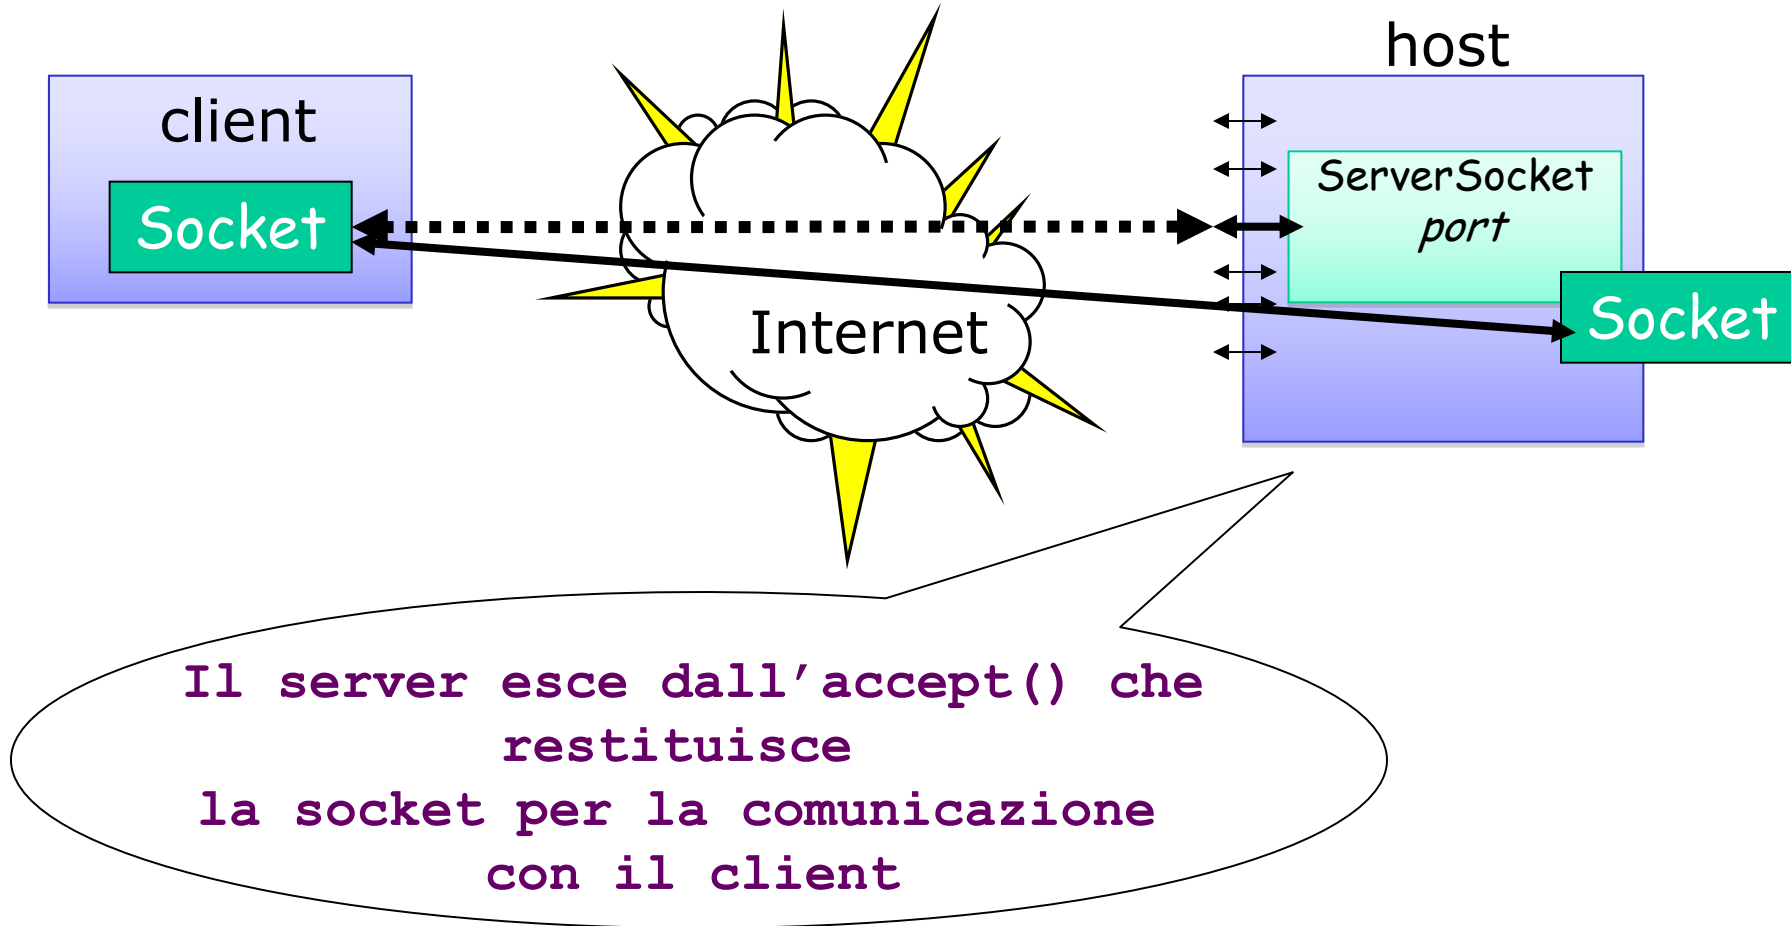 host
client
ServerSocket
port
Socket
Socket
Internet
Il server esce dall’accept() che
restituisce
la socket per la comunicazione
con il client